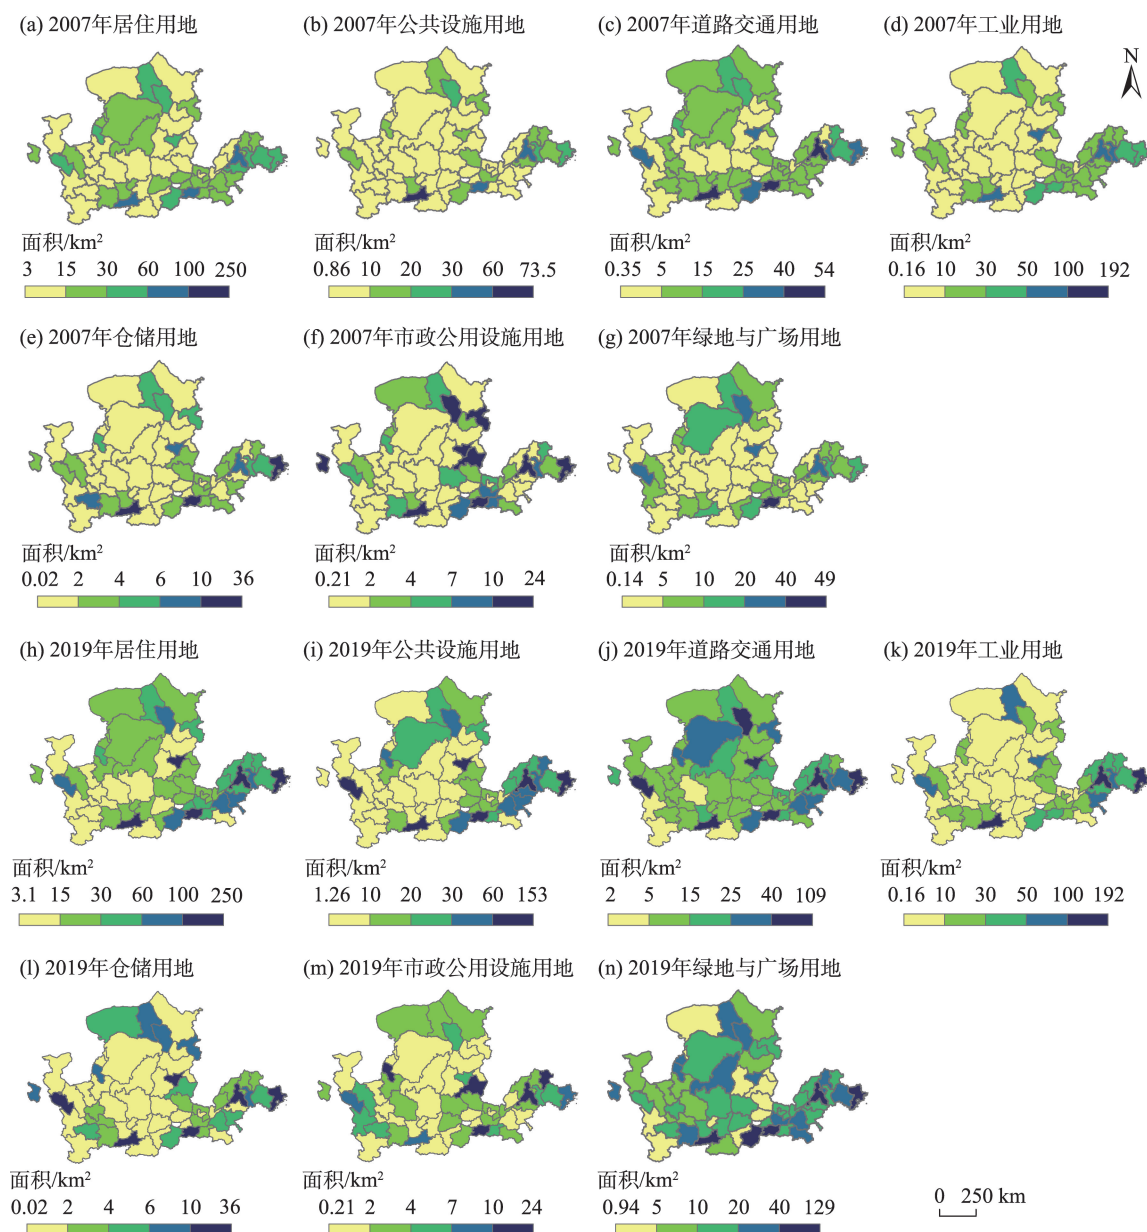 (a) 2007年居住用地
(b) 2007年公共设施用地
(c) 2007年道路交通用地
(d) 2007年工业用地
N
面积/km²
3 15 30 60 100 250
面积/km²
0.86 10 20 30 60 73.5
面积/km²
0.35 5 15 25 40 54
面积/km²
0.16 10 30 50 100 192
(e) 2007年仓储用地
(f) 2007年市政公用设施用地
(g) 2007年绿地与广场用地
面积/km²
0.02 2 4 6 10 36
面积/km²
0.21 2 4 7 10 24
面积/km²
0.14 5 10 20 40 49
(h) 2019年居住用地
(i) 2019年公共设施用地
(j) 2019年道路交通用地
(k) 2019年工业用地
面积/km²
3.1 15 30 60 100 250
面积/km²
1.26 10 20 30 60 153
面积/km²
2 5 15 25 40 109
面积/km²
0.16 10 30 50 100 192
(l) 2019年仓储用地
(m) 2019年市政公用设施用地
(n) 2019年绿地与广场用地
面积/km²
0.02 2 4 6 10 36
面积/km²
0.21 2 4 7 10 24
面积/km²
0.94 5 10 20 40 129
0 250 km